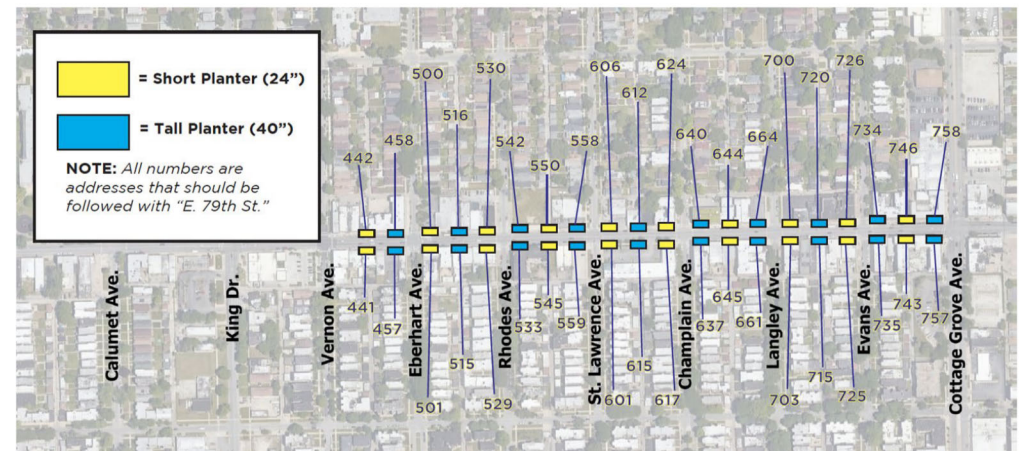 = Short Planter (24”)
= Tall Planter (40”)
NOTE: All numbers are
addresses that should be
followed with “E. 79th St.”
442
458
500
516
530
542
550
558
606
612
624
640
644
664
700
720
726
734
746
758
441
457
501
515
529
533
545
559
601
615
617
637
645
661
703
715
725
735
743
757
Calumet Ave.
King Dr.
Vernon Ave.
Eberhart Ave.
Rhodes Ave.
St. Lawrence Ave.
Champlain Ave.
Langley Ave.
Evans Ave.
Cottage Grove Ave.